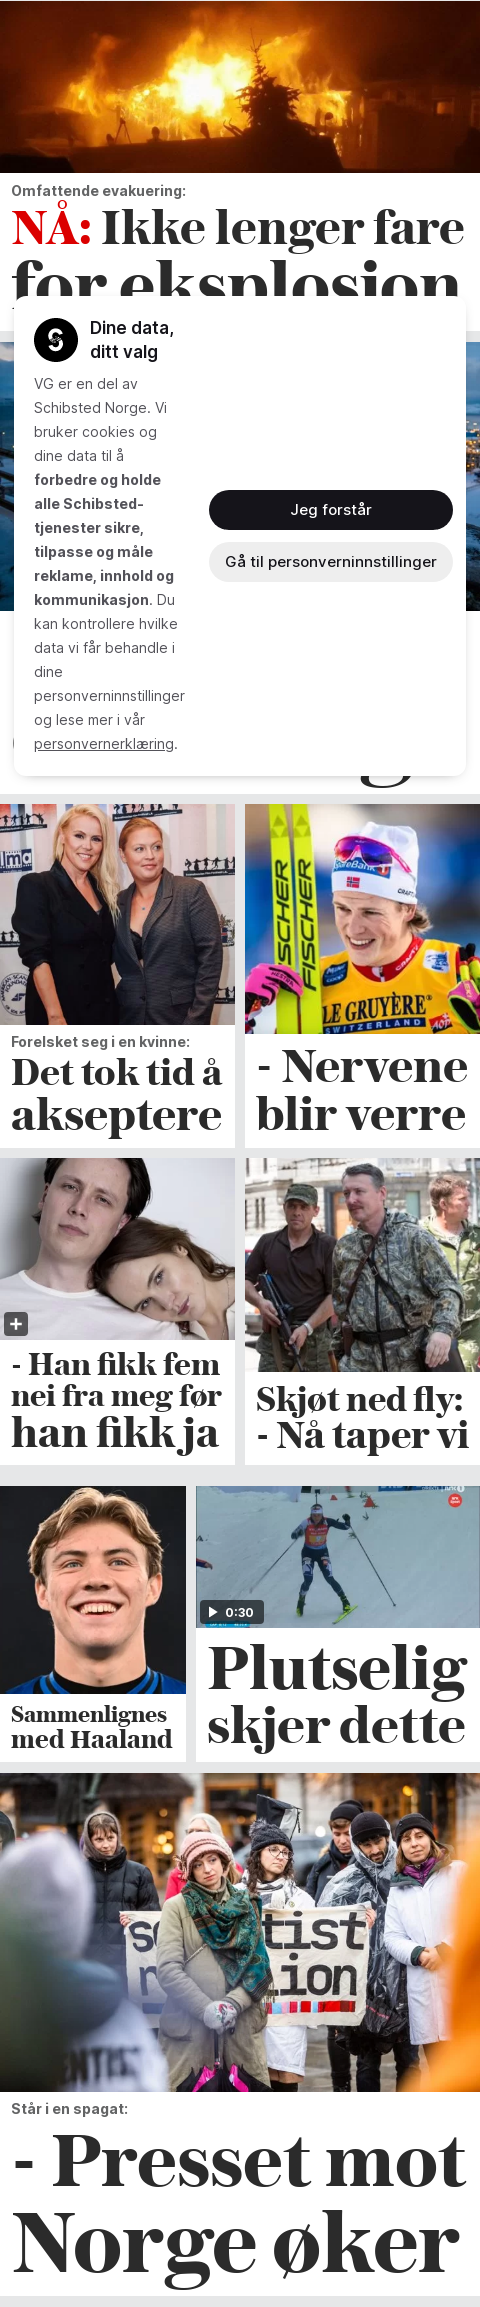 Omfattende evakuering:
NÅ: Ikke lenger fare
for eksplosjon
Dine data,
ditt valg
VG er en del av
Schibsted Norge. Vi
bruker cookies og
dine data til å
forbedre og holde
alle Schibsted-
tjenester sikre,
tilpasse og måle
reklame, innhold og
kommunikasjon. Du
kan kontrollere hvilke
data vi får behandle i
dine
personverninnstillinger
og lese mer i vår
personvernerklæring.
Jeg forstår
Gå til personverninnstillinger
FISCHER
FISCHER
LE GRUYÈRE
SWITZERLAND
Forelsket seg i en kvinne:
Det tok tid å
akseptere
- Nervene
blir verre
- Han fikk fem
nei fra meg før
han fikk ja
Skjøt ned fly:
- Nå taper vi
0:30
Sammenlignes
med Haaland
Plutselig
skjer dette
Står i en spagat:
- Presset mot
Norge øker